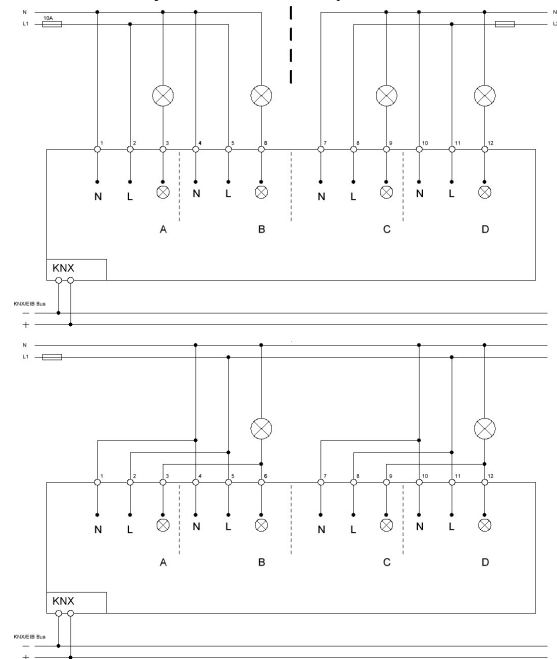 N N
L1 10A L
1 2 3 4 5 6 7 8 9 10 11 12
N L N L N L N L
A B C D
KNX
KNX/EIB Bus
−
+
N
L1
1 2 3 4 5 6 7 8 9 10 11 12
N L N L N L N L
A B C D
KNX
KNX/EIB Bus
−
+